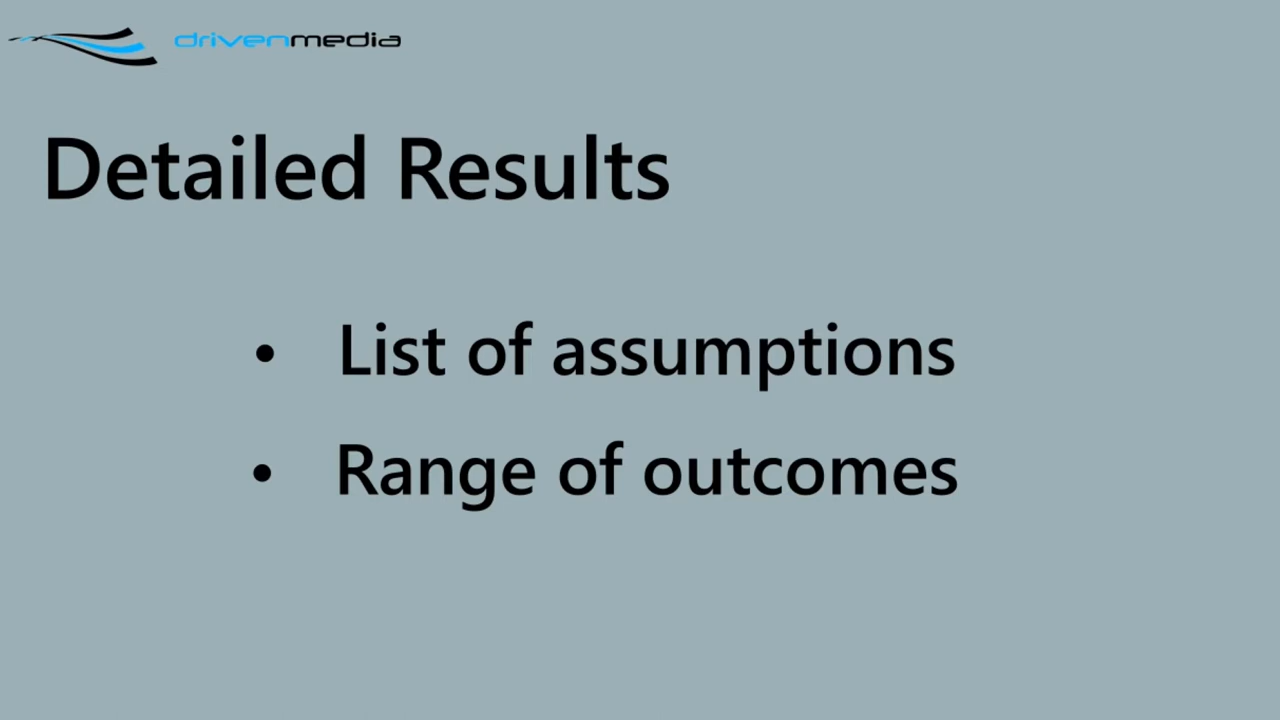 drivenmedia
Detailed Results
• List of assumptions
• Range of outcomes